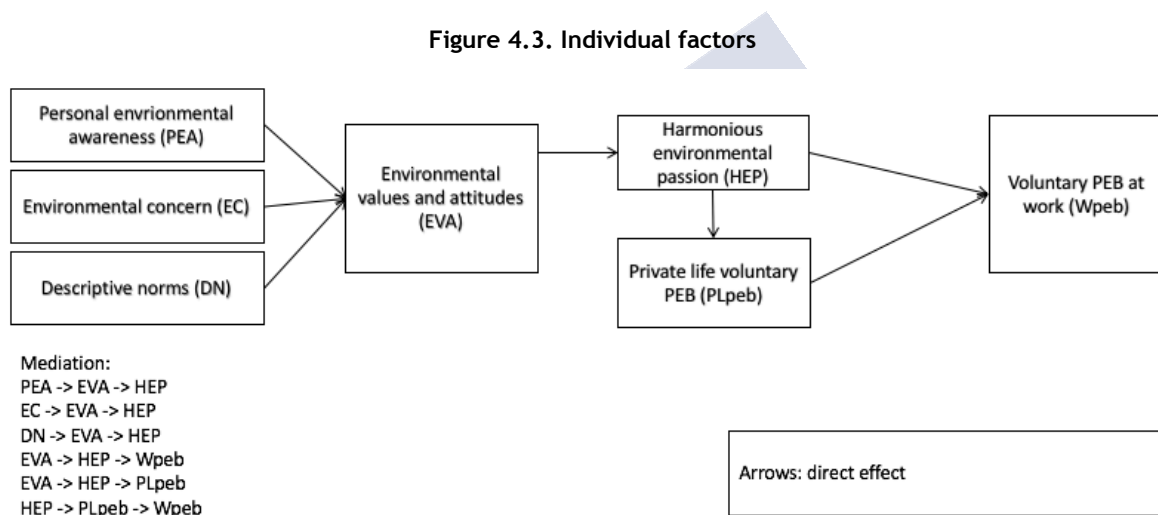 Figure 4.3. Individual factors
Personal envrionmental
awareness (PEA)
Environmental concern (EC)
Descriptive norms (DN)
Environmental
values and attitudes
(EVA)
Harmonious
environmental
passion (HEP)
Private life voluntary
PEB (PLpeb)
Voluntary PEB at
work (Wpeb)
Mediation:
PEA -> EVA -> HEP
EC -> EVA -> HEP
DN -> EVA -> HEP
EVA -> HEP -> Wpeb
EVA -> HEP -> PLpeb
HEP -> PLpeb -> Wpeb
Arrows: direct effect